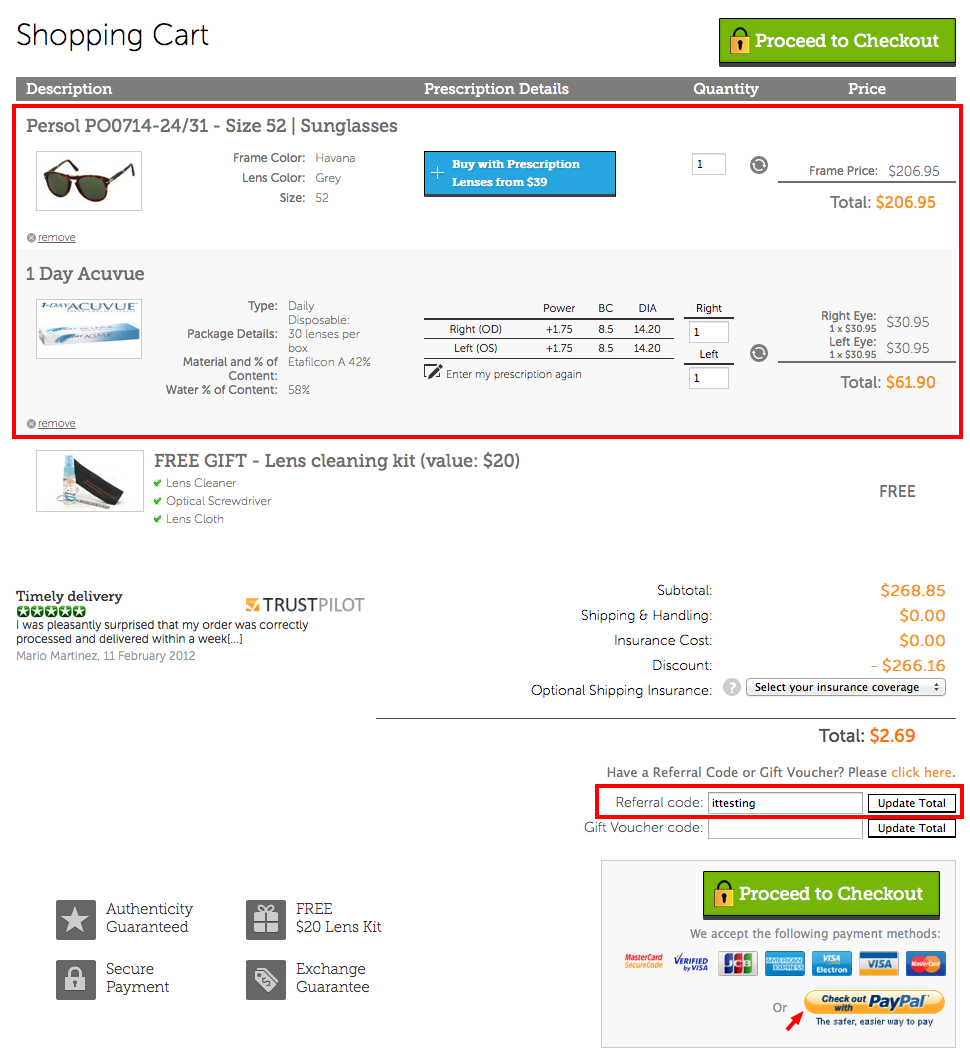 Shopping Cart
Proceed to Checkout
Description Prescription Details Quantity Price
Persol PO0714-24/31 - Size 52 | Sunglasses
Frame Color: Havana
Lens Color: Grey
Size: 52
+ Buy with Prescription
Lenses from $39
1
Frame Price: $206.95
Total: $206.95
remove
1 Day Acuvue
1-DAY ACUVUE
Type: Daily
Disposable:
Package Details: 30 lenses per
box
Material and % of Etafilcon A 42%
Content:
Water % of Content: 58%
Power BC DIA
Right (OD) +1.75 8.5 14.20
Left (OS) +1.75 8.5 14.20
Enter my prescription again
Right
1
Left
1
Right Eye: $30.95
1 x $30.95
Left Eye: $30.95
1 x $30.95
Total: $61.90
remove
FREE GIFT - Lens cleaning kit (value: $20)
Lens Cleaner
Optical Screwdriver
Lens Cloth
FREE
Timely delivery
TRUSTPILOT
I was pleasantly surprised that my order was correctly
processed and delivered within a week[...]
Mario Martinez, 11 February 2012
Subtotal: $268.85
Shipping & Handling: $0.00
Insurance Cost: $0.00
Discount: - $266.16
Optional Shipping Insurance: ? Select your insurance coverage
Total: $2.69
Have a Referral Code or Gift Voucher? Please click here.
Referral code: ittesting Update Total
Gift Voucher code: Update Total
Authenticity
Guaranteed
FREE
$20 Lens Kit
Secure
Payment
Exchange
Guarantee
Proceed to Checkout
We accept the following payment methods:
MasterCard
SecureCode
VERIFIED
by VISA
JCB
AMERICAN
EXPRESS
VISA
Electron
VISA
MasterCard
Or
Check out
with PayPal
The safer, easier way to pay